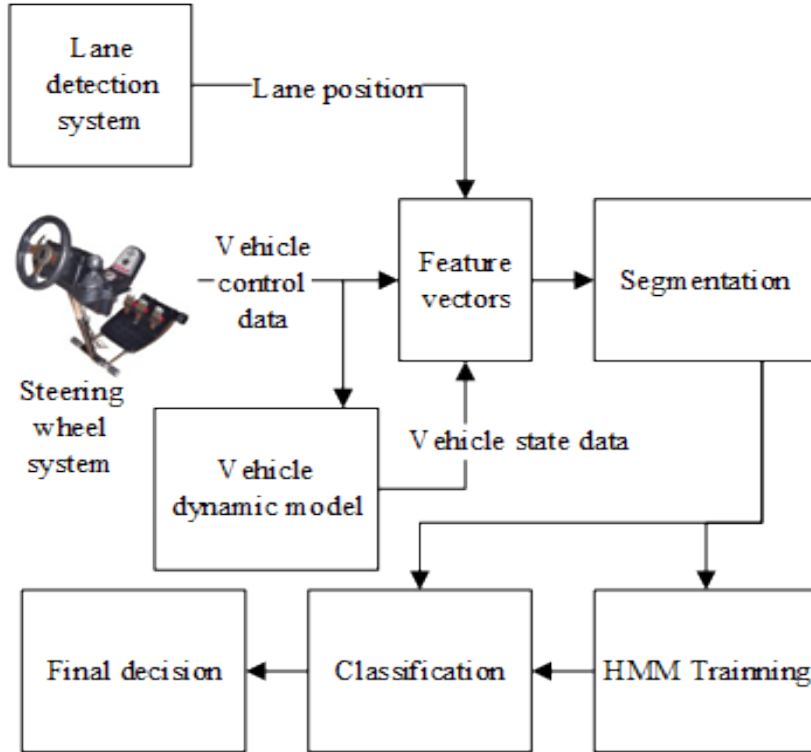 Lane
detection
system
Lane position
Vehicle
control
data
Feature
vectors
Segmentation
Steering
wheel
system
Vehicle
dynamic model
Vehicle state data
Final decision
Classification
HMM Trainning